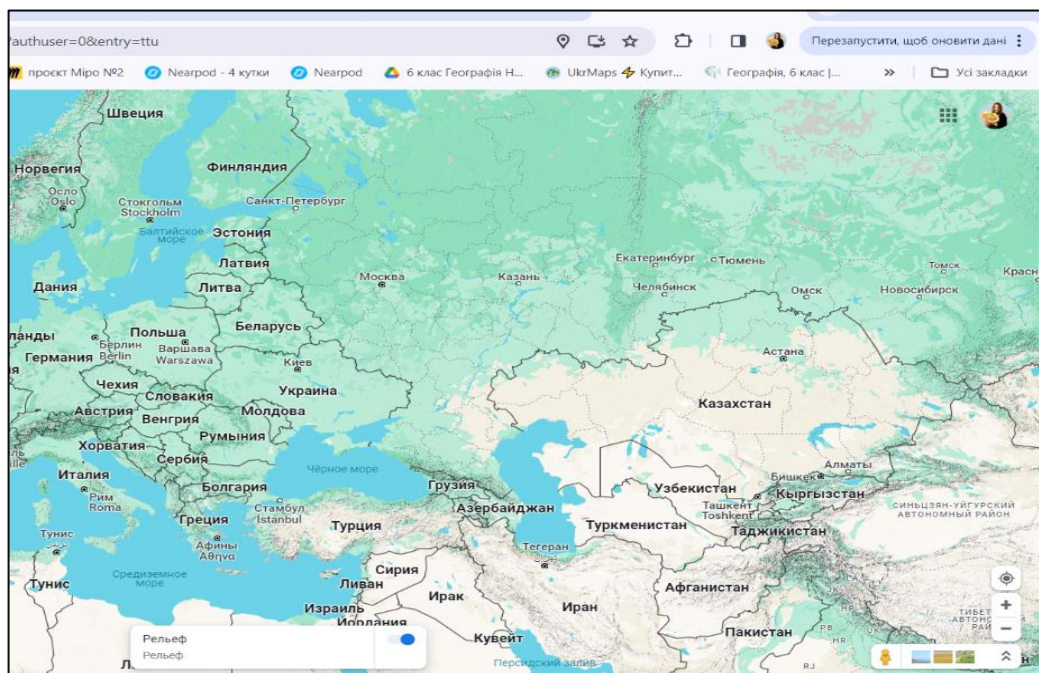 ?authuser=0&entry=ttu
Перезапустити, щоб оновити дані
проєкт Міро №2
Nearpod - 4 кутки
Nearpod
6 клас Географія Н...
UkrMaps ⚡ Купит...
Географія, 6 клас |...
»
Усі закладки
Швеция
Финляндия
Норвегия
Осло
Oslo
Стокгольм
Stockholm
Санкт-Петербург
Балтийское
море
Эстония
Латвия
Литва
Дания
Москва
Казань
Екатеринбург
Тюмень
Челябинск
Омск
Томск
Новосибирск
Красн
Беларусь
Польша
Варшава
Warszawa
ланды
Берлин
Berlin
Германия
Киев
Украина
Чехия
Словакия
Австрия
Венгрия
Молдова
Румыния
Хорватия
Сербия
Италия
Рим
Roma
Болгария
Чёрное море
Стамбул
Istanbul
Греция
Афины
Αθήνα
Турция
Грузия
Азербайджан
Астана
Казахстан
Алматы
Бишкек
Узбекистан
Кыргызстан
Ташкент
Toshkent
Туркменистан
Таджикистан
СИНЬЦЗЯН-УЙГУРСКИЙ
АВТОНОМНЫЙ РАЙОН
Тунис
Тунис
Средиземное
море
Сирия
Ливан
Израиль
Иордания
Ирак
Тегеран
Иран
Афганистан
Пакистан
Кувейт
Персидский залив
PB
HR
RJ
Рельеф
Рельеф